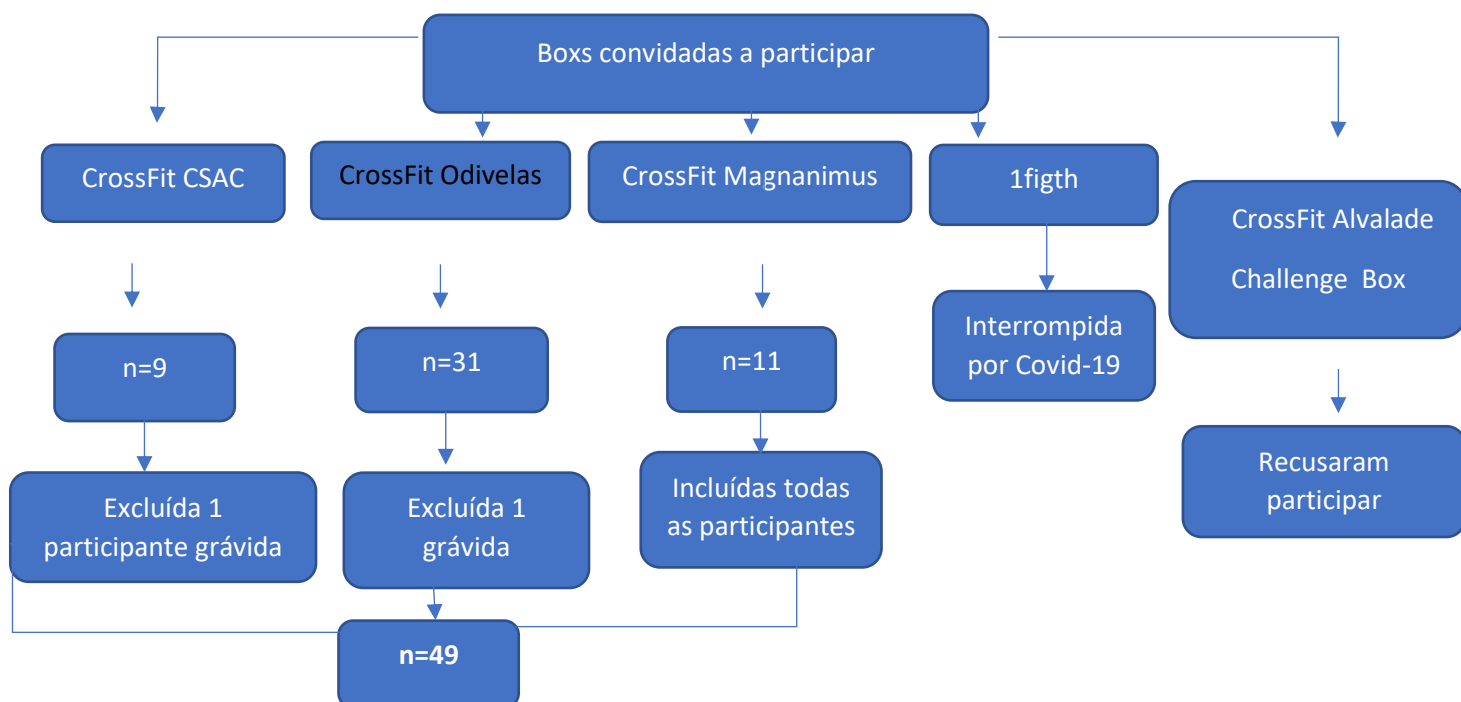 Boxs convidadas a participar
CrossFit CSAC
CrossFit Odivelas
CrossFit Magnanimus
1figth
CrossFit Alvalade
Challenge Box
n=9
n=31
n=11
Interrompida
por Covid-19
Excluída 1
participante grávida
Excluída 1
grávida
Incluídas todas
as participantes
Recusaram
participar
n=49